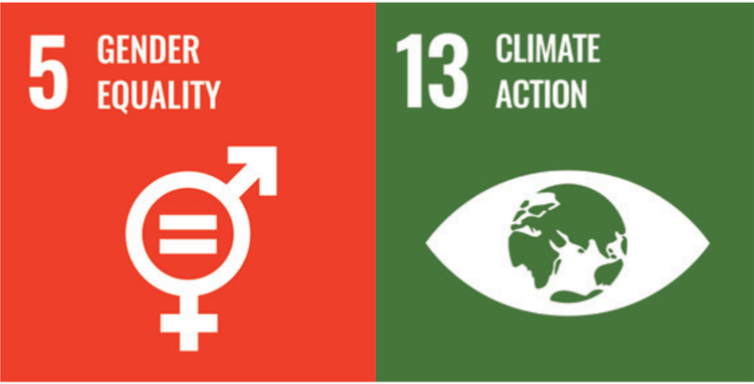 5 GENDER
EQUALITY
13 CLIMATE
ACTION